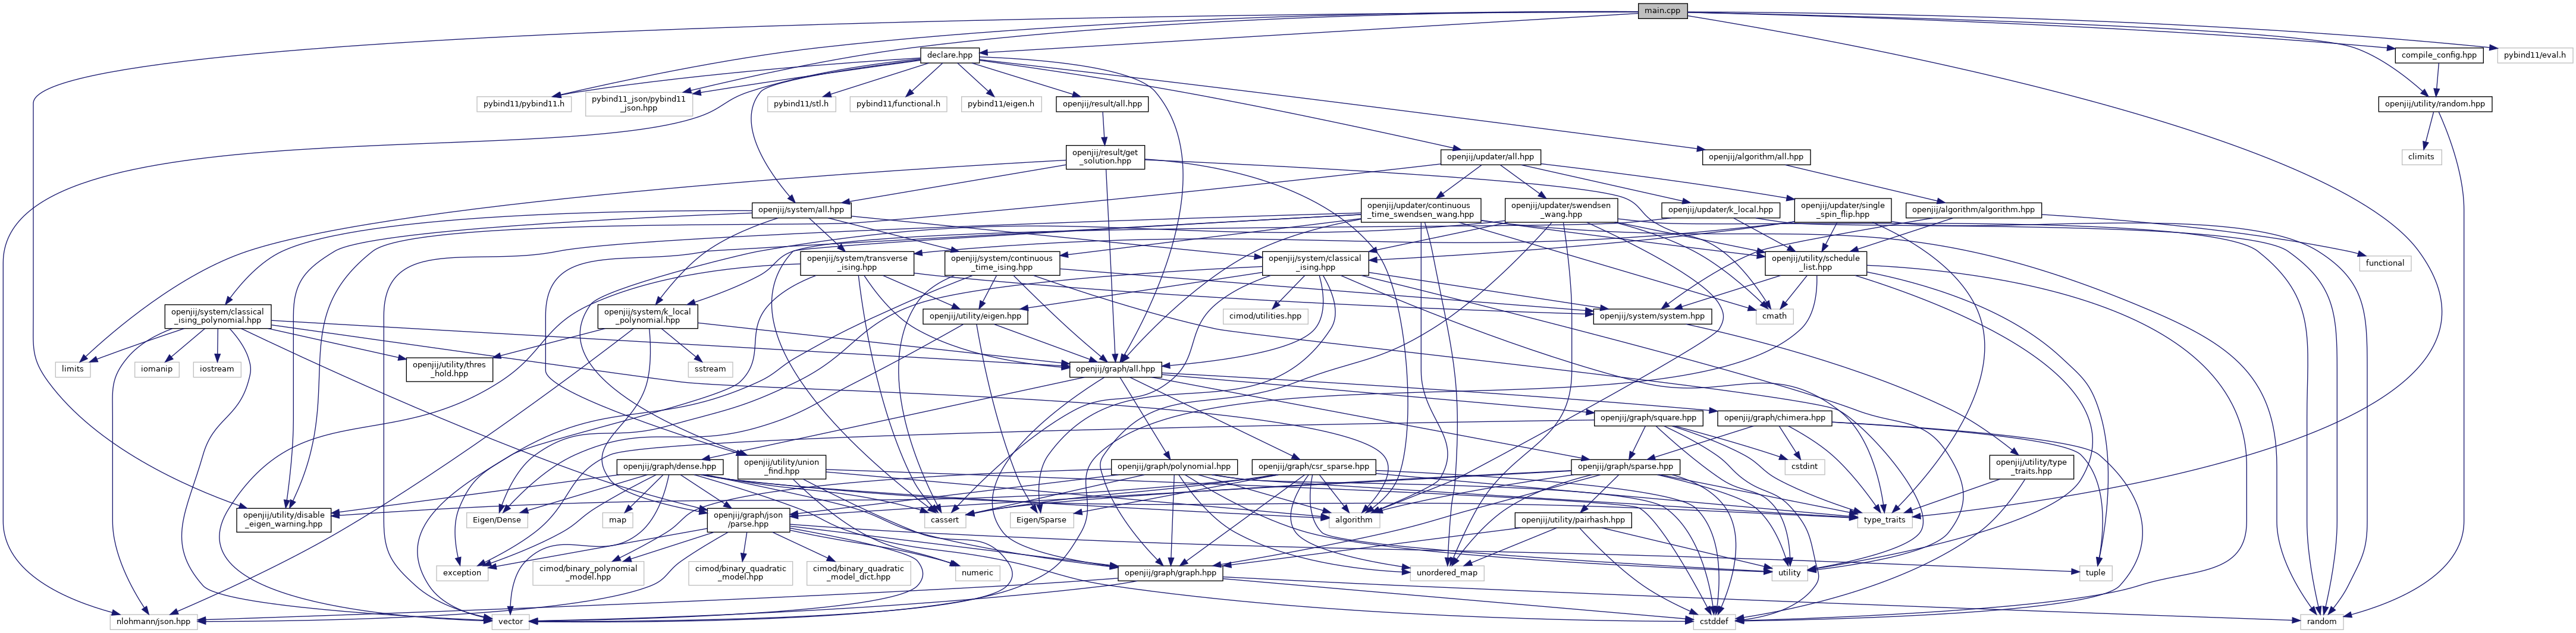 main.cpp
declare.hpp
compile_config.hpp
pybind11/eval.h
pybind11/pybind11.h
pybind11_json/pybind11
_json.hpp
pybind11/stl.h
pybind11/functional.h
pybind11/eigen.h
openjij/result/all.hpp
openjij/utility/random.hpp
openjij/result/get
_solution.hpp
openjij/updater/all.hpp
openjij/algorithm/all.hpp
climits
openjij/system/all.hpp
openjij/updater/continuous
_time_swendsen_wang.hpp
openjij/updater/swendsen
_wang.hpp
openjij/updater/k_local.hpp
openjij/updater/single
_spin_flip.hpp
openjij/algorithm/algorithm.hpp
openjij/system/transverse
_ising.hpp
openjij/system/continuous
_time_ising.hpp
openjij/system/classical
_ising.hpp
openjij/utility/schedule
_list.hpp
functional
openjij/system/classical
_ising_polynomial.hpp
openjij/system/k_local
_polynomial.hpp
openjij/utility/eigen.hpp
cimod/utilities.hpp
openjij/system/system.hpp
cmath
limits
iomanip
iostream
openjij/utility/thres
_hold.hpp
sstream
openjij/graph/all.hpp
openjij/graph/square.hpp
openjij/graph/chimera.hpp
openjij/graph/dense.hpp
openjij/utility/union
_find.hpp
openjij/graph/polynomial.hpp
openjij/graph/csr_sparse.hpp
openjij/graph/sparse.hpp
cstdint
openjij/utility/type
_traits.hpp
openjij/utility/disable
_eigen_warning.hpp
Eigen/Dense
map
openjij/graph/json
/parse.hpp
cassert
Eigen/Sparse
algorithm
openjij/utility/pairhash.hpp
type_traits
exception
cimod/binary_polynomial
_model.hpp
cimod/binary_quadratic
_model.hpp
cimod/binary_quadratic
_model_dict.hpp
numeric
openjij/graph/graph.hpp
unordered_map
utility
tuple
nlohmann/json.hpp
vector
cstddef
random